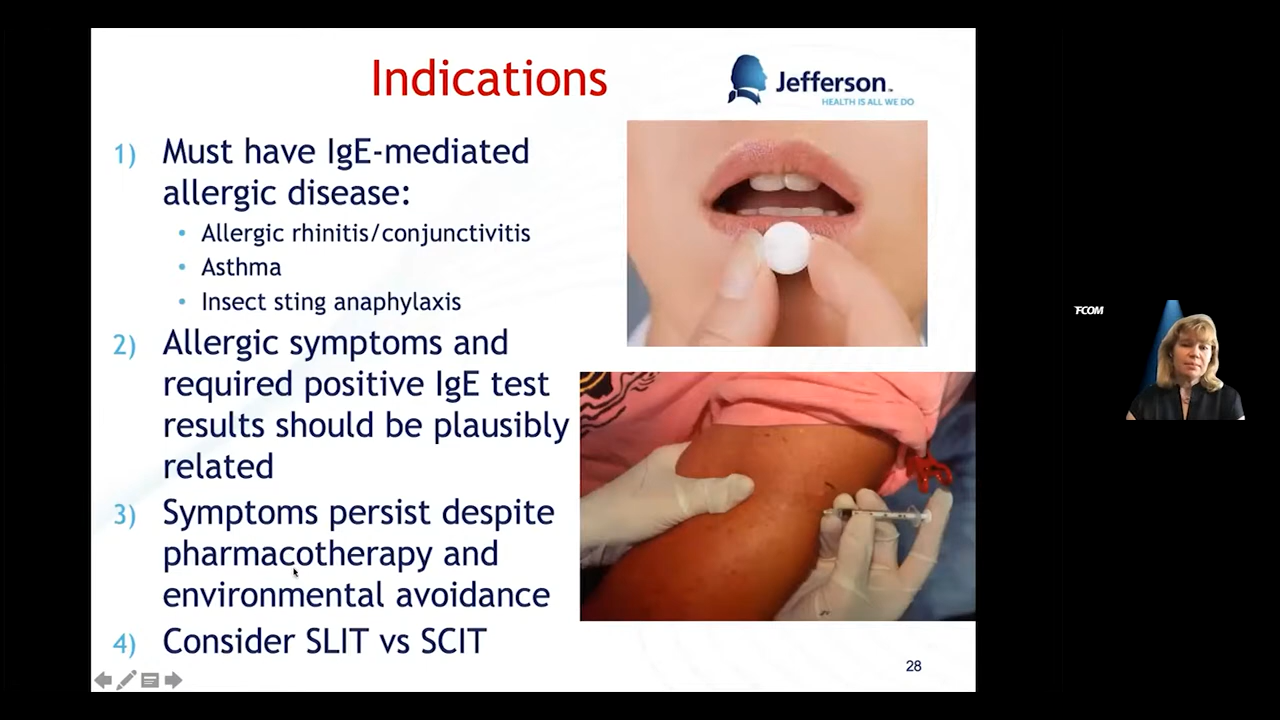 Indications
Jefferson
HEALTH IS ALL WE DO
1) Must have IgE-mediated
allergic disease:
• Allergic rhinitis/conjunctivitis
• Asthma
• Insect sting anaphylaxis
2) Allergic symptoms and
required positive IgE test
results should be plausibly
related
3) Symptoms persist despite
pharmacotherapy and
environmental avoidance
4) Consider SLIT vs SCIT
28
TFCOM